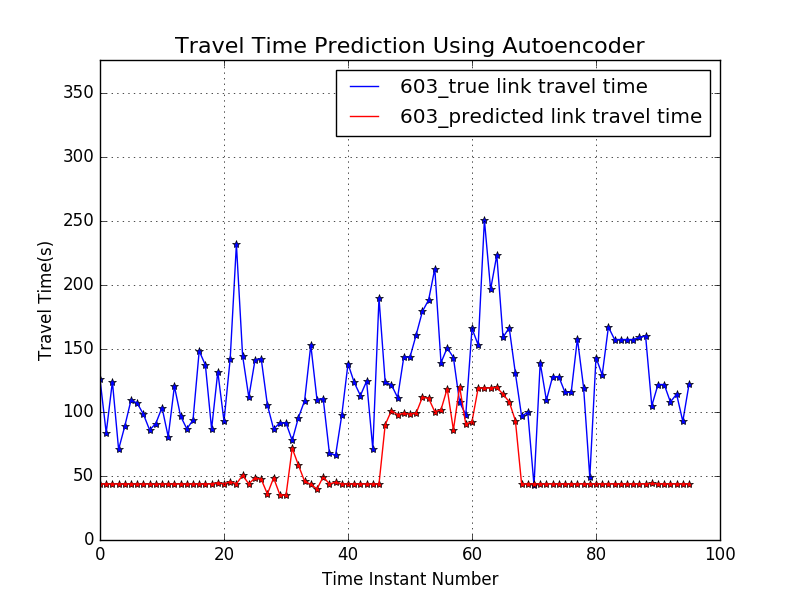 Travel Time Prediction Using Autoencoder
603_true link travel time
603_predicted link travel time
350
300
250
200
150
100
50
0
Travel Time(s)
0 20 40 60 80 100
Time Instant Number